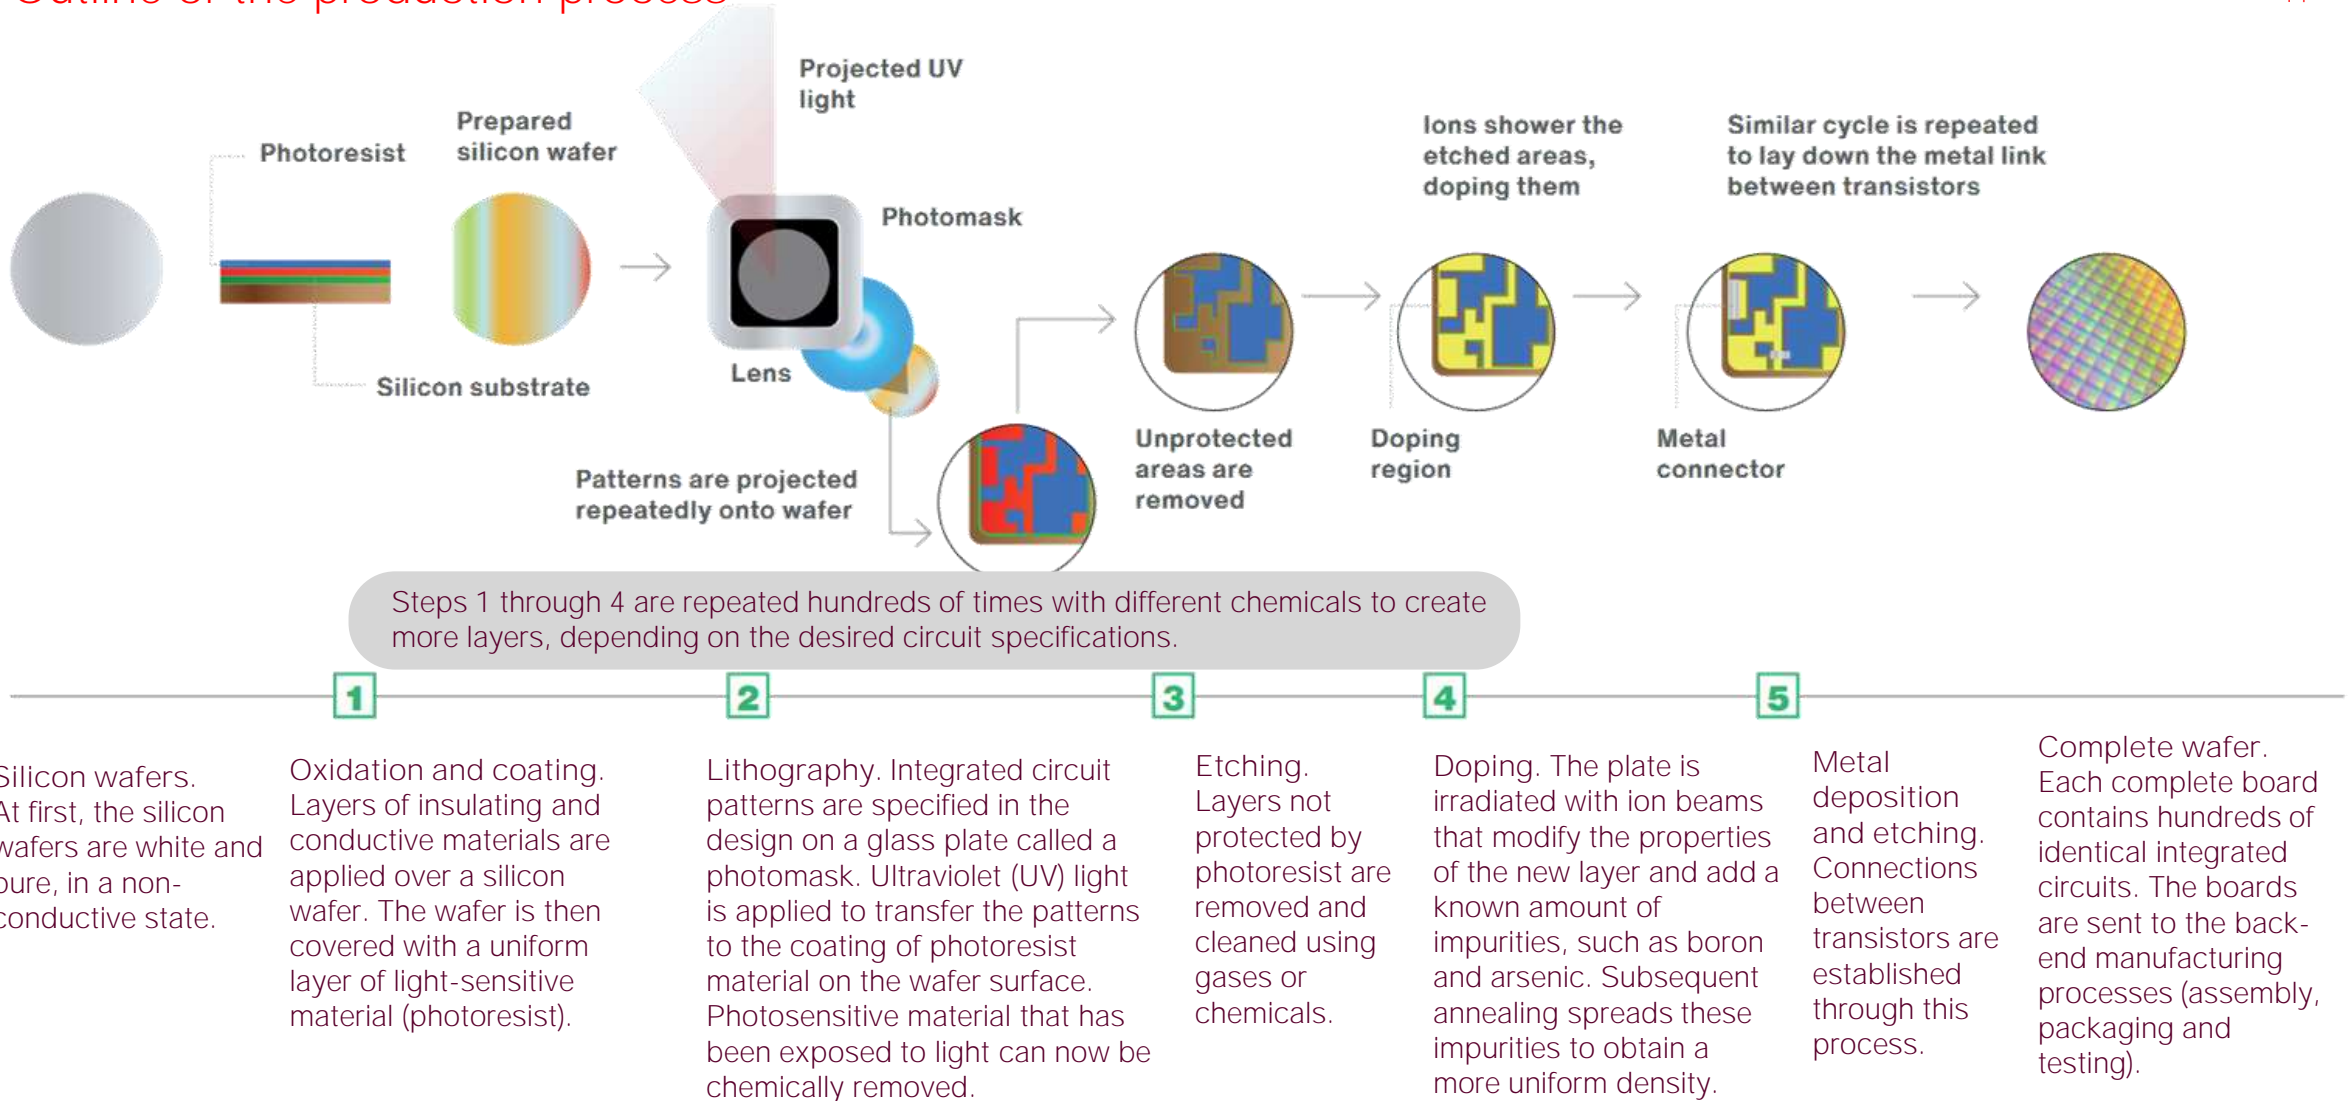 Outline of the production process
Projected UV
light
Prepared
silicon wafer
Photoresist
Ions shower the
etched areas,
doping them
Similar cycle is repeated
to lay down the metal link
between transistors
Photomask
Lens
Silicon substrate
Unprotected
areas are
removed
Doping
region
Metal
connector
Patterns are projected
repeatedly onto wafer
Steps 1 through 4 are repeated hundreds of times with different chemicals to create
more layers, depending on the desired circuit specifications.
1
2
3
4
5
Silicon wafers.
At first, the silicon
wafers are white and
pure, in a non-
conductive state.
Oxidation and coating.
Layers of insulating and
conductive materials are
applied over a silicon
wafer. The wafer is then
covered with a uniform
layer of light-sensitive
material (photoresist).
Lithography. Integrated circuit
patterns are specified in the
design on a glass plate called a
photomask. Ultraviolet (UV) light
is applied to transfer the patterns
to the coating of photoresist
material on the wafer surface.
Photosensitive material that has
been exposed to light can now be
chemically removed.
Etching.
Layers not
protected by
photoresist are
removed and
cleaned using
gases or
chemicals.
Doping. The plate is
irradiated with ion beams
that modify the properties
of the new layer and add a
known amount of
impurities, such as boron
and arsenic. Subsequent
annealing spreads these
impurities to obtain a
more uniform density.
Metal
deposition
and etching.
Connections
between
transistors are
established
through this
process.
Complete wafer.
Each complete board
contains hundreds of
identical integrated
circuits. The boards
are sent to the back-
end manufacturing
processes (assembly,
packaging and
testing).